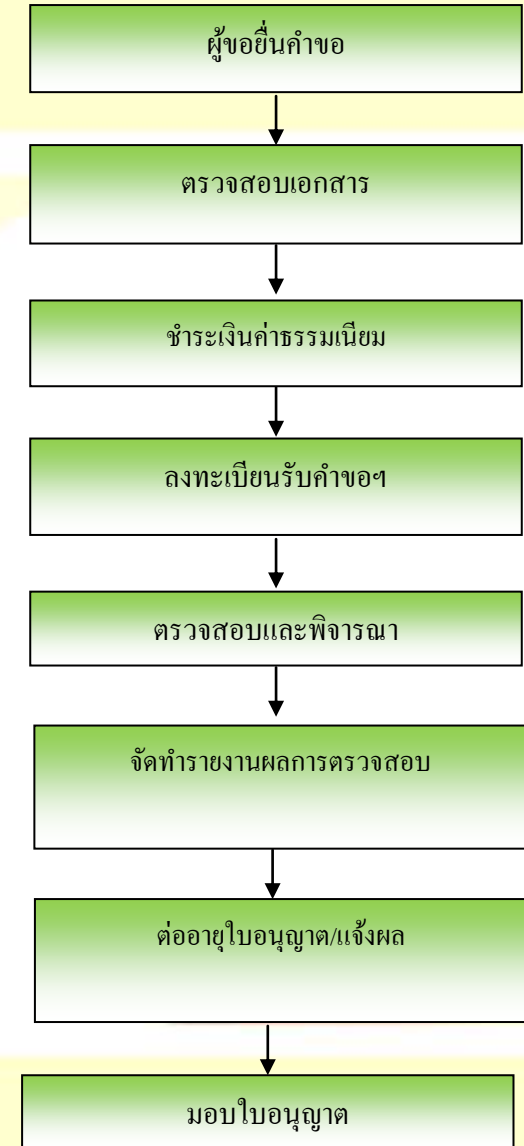 ผู้ขอยื่นคำขอ
ตรวจสอบเอกสาร
ชำระเงินค่าธรรมเนียม
ลงทะเบียนรับคำขอฯ
ตรวจสอบและพิจารณา
จัดทำรายงานผลการตรวจสอบ
ต่ออายุใบอนุญาต/แจ้งผล
มอบใบอนุญาต